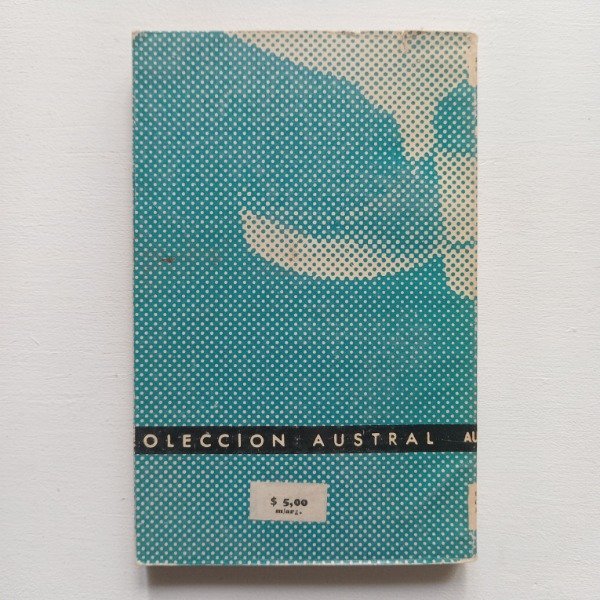 OLECCION AUSTRAL AU
$ 5,00
m/arg.